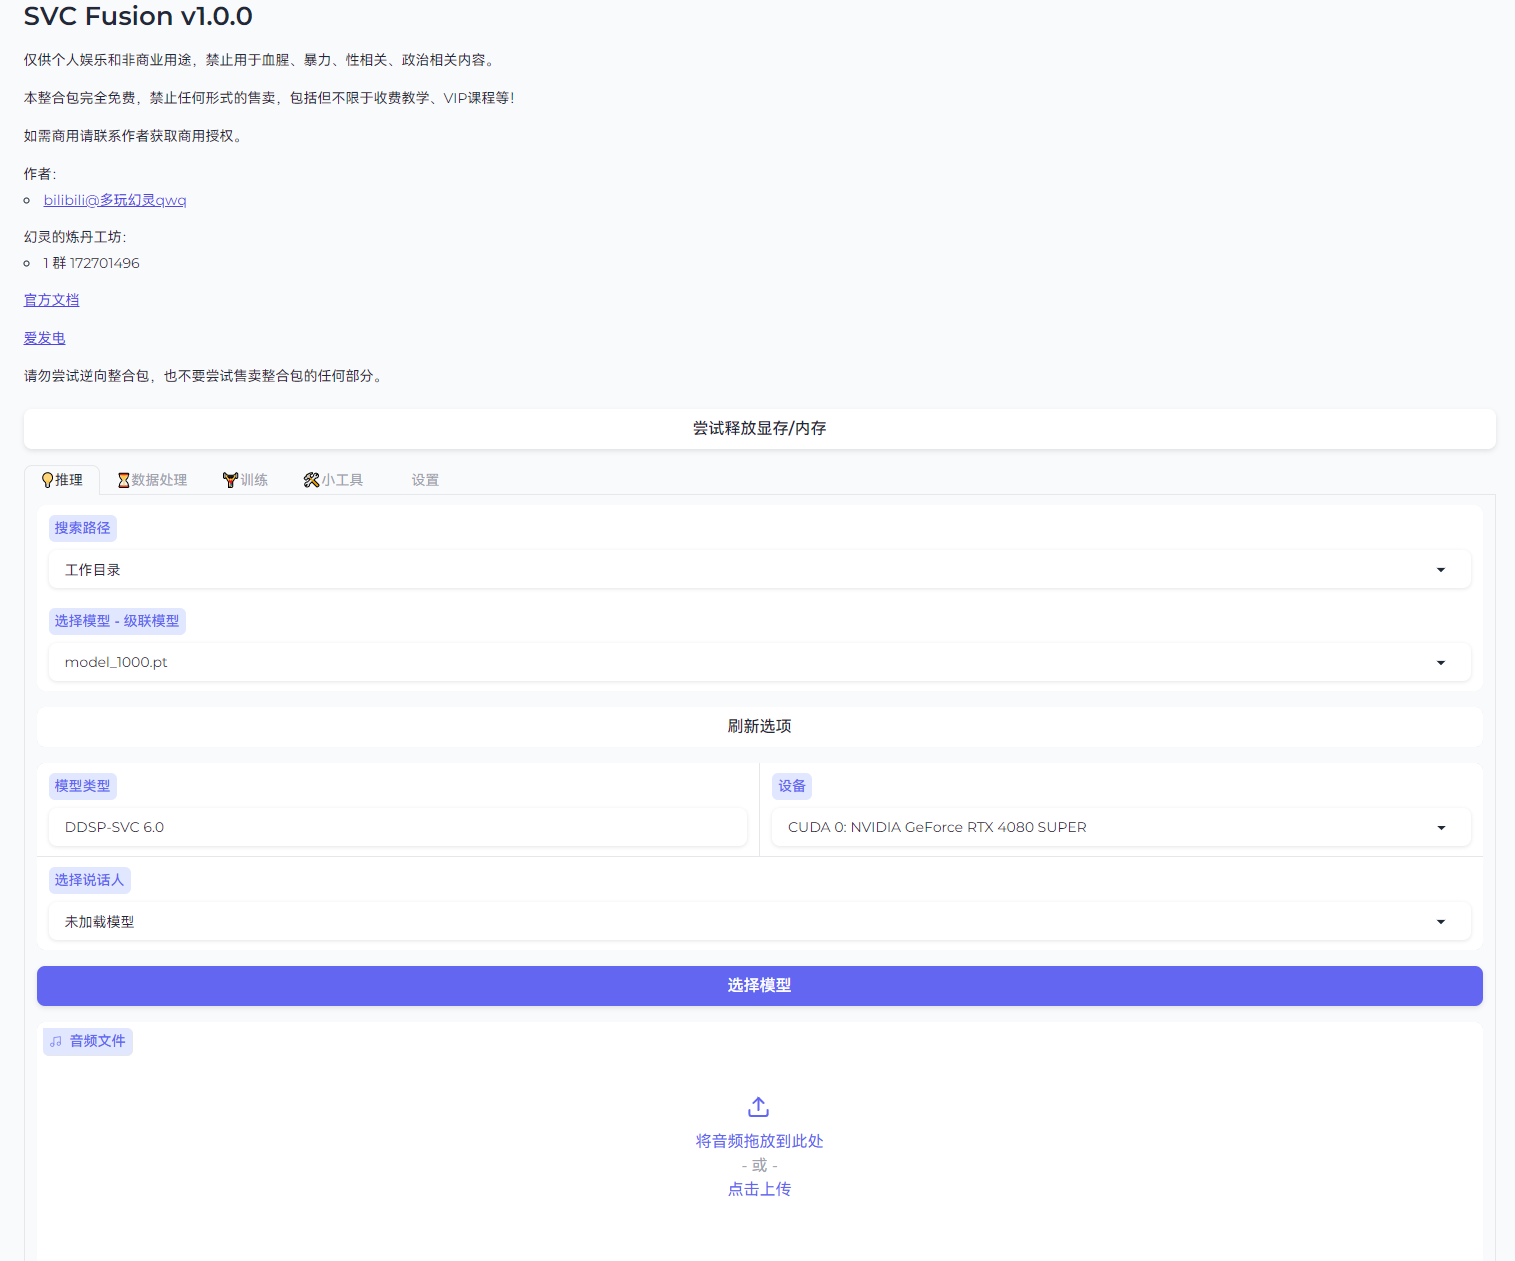 SVC Fusion v1.0.0
仅供个人娱乐和非商业用途，禁止用于血腥、暴力、性相关、政治相关内容。
本整合包完全免费，禁止任何形式的售卖，包括但不限于收费教学、VIP课程等！
如需商用请联系作者获取商用授权。
作者：
bilibili@多玩幻灵qwq
幻灵的炼丹工坊：
1 群 172701496
官方文档
爱发电
请勿尝试逆向整合包，也不要尝试售卖整合包的任何部分。
尝试释放显存/内存
💡推理 ⏳数据处理 🏋️训练 🛠️小工具 设置
搜索路径
工作目录
选择模型 - 级联模型
model_1000.pt
刷新选项
模型类型 设备
DDSP-SVC 6.0 CUDA 0: NVIDIA GeForce RTX 4080 SUPER
选择说话人
未加载模型
选择模型
音频文件
将音频拖放到此处
- 或 -
点击上传